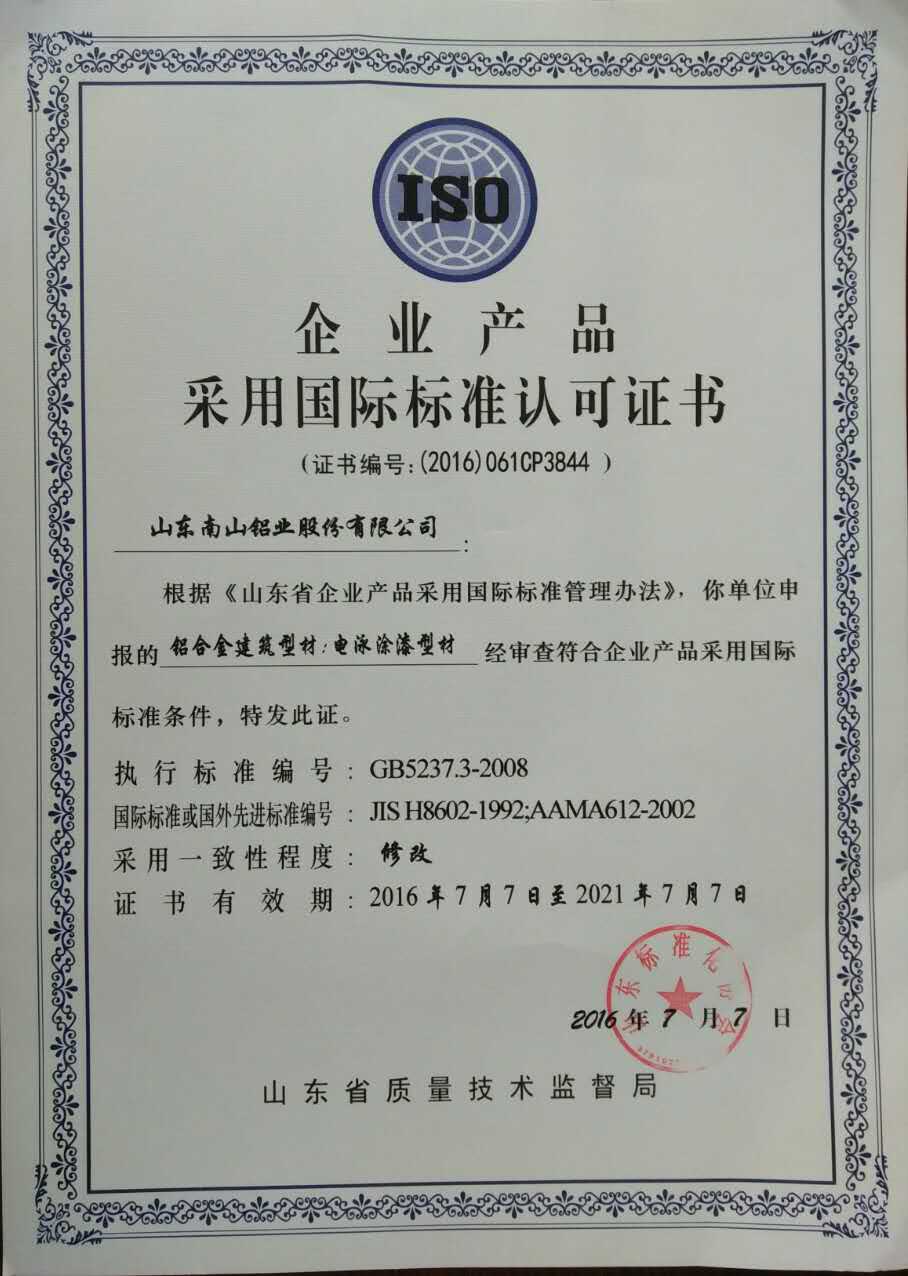 ISO
企业产品
采用国际标准认可证书
（证书编号:(2016)061CP3844 ）
山东南山铝业股份有限公司:
根据《山东省企业产品采用国际标准管理办法》，你单位申
报的 铝合金建筑型材:电泳涂漆型材 经审查符合企业产品采用国际
标准条件，特发此证。
执行标准编号：GB5237.3-2008
国际标准或国外先进标准编号：JIS H8602-1992;AAMA612-2002
采用一致性程度：修改
证书有效期：2016年7月7日至2021年7月7日
东标准化
2016年7月7日
山东省质量技术监督局